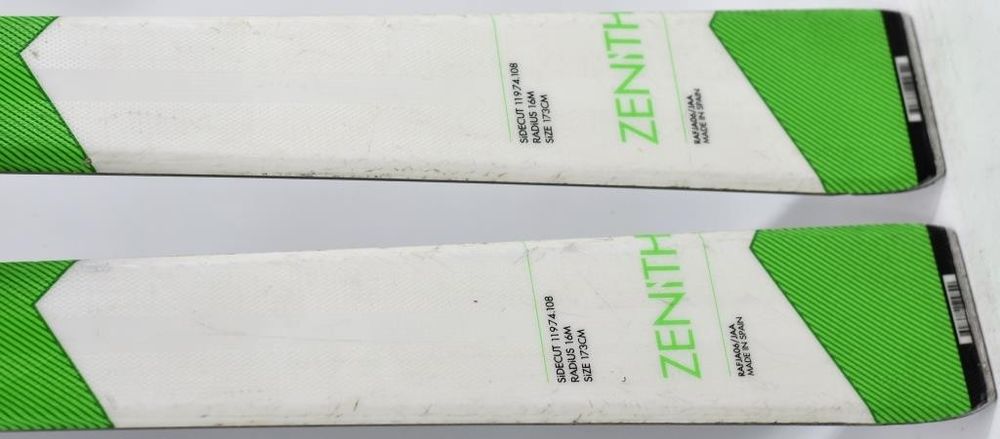 SIDECUT 119.74.108
RADIUS 16M
SIZE 173CM
ZENITH
RAFJA06/JAA
MADE IN SPAIN
SIDECUT 119.74.108
RADIUS 16M
SIZE 173CM
ZENITH
RAFJA06/JAA
MADE IN SPAIN